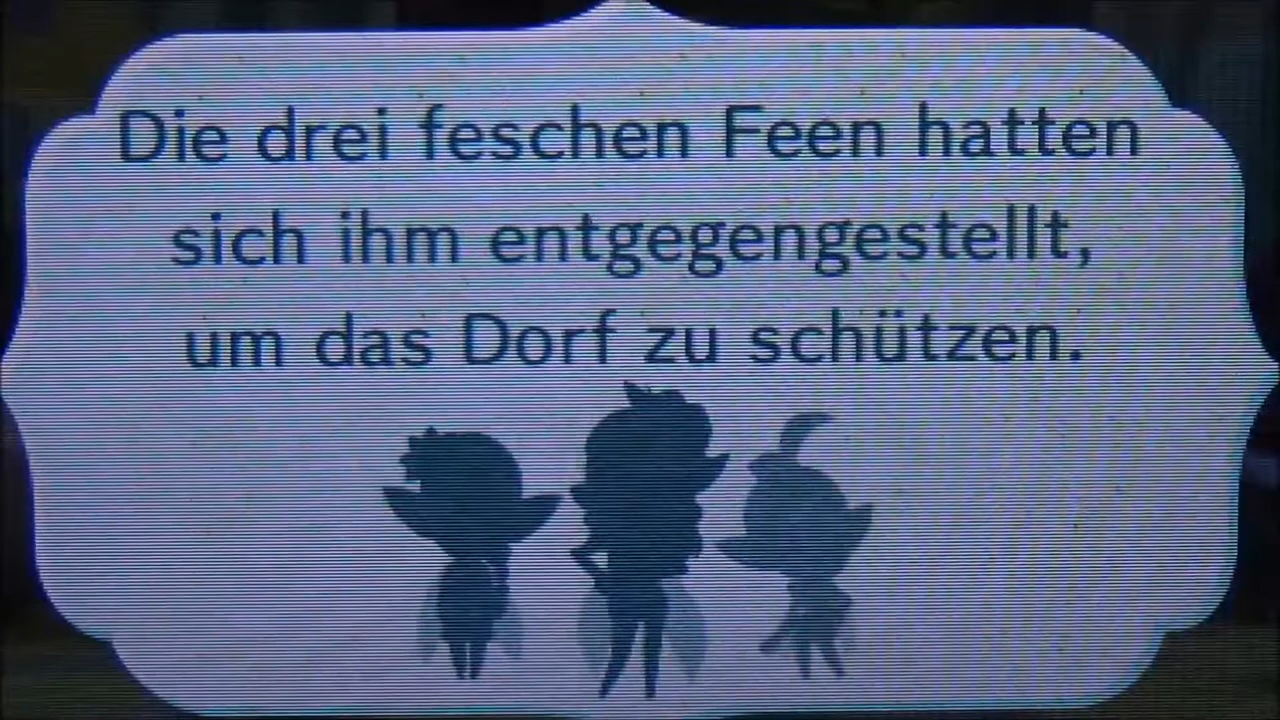 Die drei feschen Feen hatten
sich ihm entgegengestellt,
um das Dorf zu schützen.